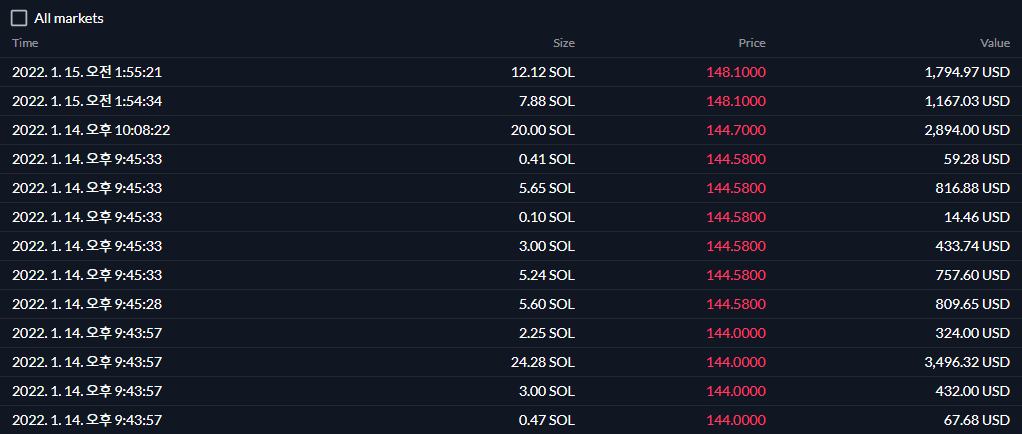 All markets
Time Size Price Value
2022. 1. 15. 오전 1:55:21 12.12 SOL 148.1000 1,794.97 USD
2022. 1. 15. 오전 1:54:34 7.88 SOL 148.1000 1,167.03 USD
2022. 1. 14. 오후 10:08:22 20.00 SOL 144.7000 2,894.00 USD
2022. 1. 14. 오후 9:45:33 0.41 SOL 144.5800 59.28 USD
2022. 1. 14. 오후 9:45:33 5.65 SOL 144.5800 816.88 USD
2022. 1. 14. 오후 9:45:33 0.10 SOL 144.5800 14.46 USD
2022. 1. 14. 오후 9:45:33 3.00 SOL 144.5800 433.74 USD
2022. 1. 14. 오후 9:45:33 5.24 SOL 144.5800 757.60 USD
2022. 1. 14. 오후 9:45:28 5.60 SOL 144.5800 809.65 USD
2022. 1. 14. 오후 9:43:57 2.25 SOL 144.0000 324.00 USD
2022. 1. 14. 오후 9:43:57 24.28 SOL 144.0000 3,496.32 USD
2022. 1. 14. 오후 9:43:57 3.00 SOL 144.0000 432.00 USD
2022. 1. 14. 오후 9:43:57 0.47 SOL 144.0000 67.68 USD